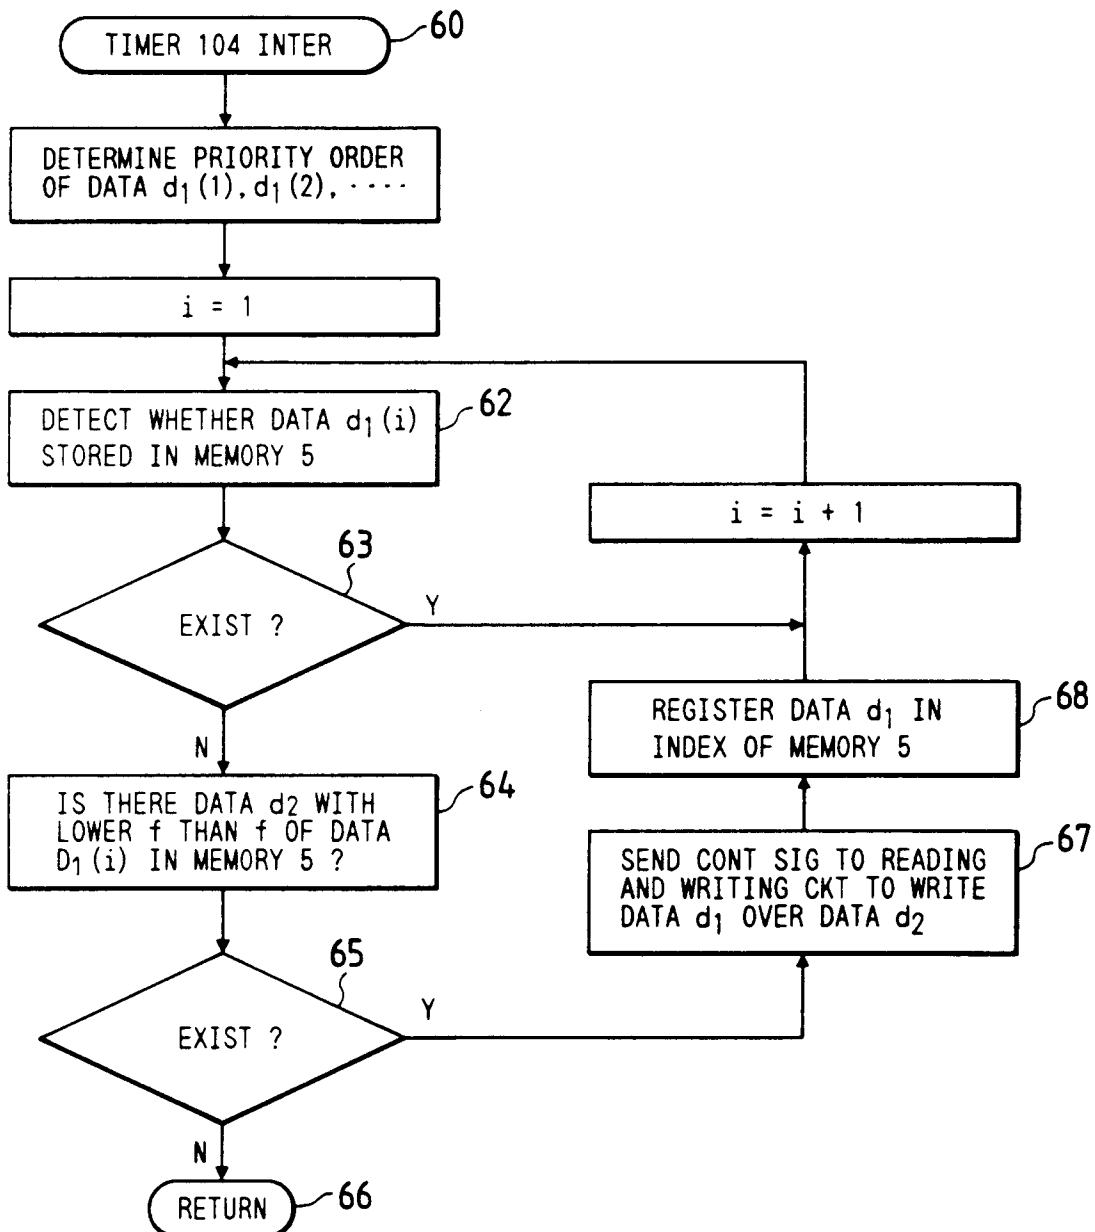 60
TIMER 104 INTER
DETERMINE PRIORITY ORDER
OF DATA d1(1), d1(2), ····
i = 1
62
DETECT WHETHER DATA d1(i)
STORED IN MEMORY 5
i = i + 1
63
EXIST ?
Y
N
68
REGISTER DATA d1 IN
INDEX OF MEMORY 5
64
IS THERE DATA d2 WITH
LOWER f THAN f OF DATA
D1(i) IN MEMORY 5 ?
67
SEND CONT SIG TO READING
AND WRITING CKT TO WRITE
DATA d1 OVER DATA d2
65
EXIST ?
Y
N
RETURN
66